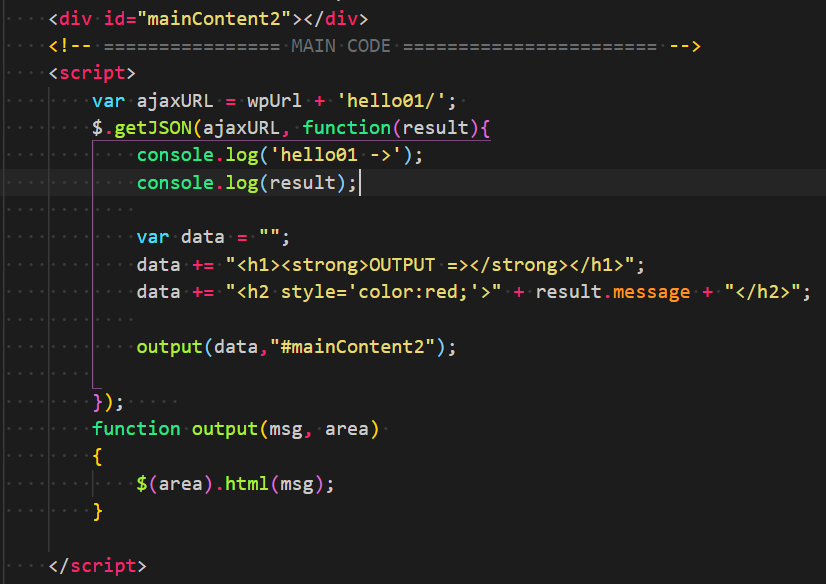 <div id="mainContent2"></div>
<!-- ================ MAIN CODE ======================= -->
<script>
var ajaxURL = wpUrl + 'hello01/';
$.getJSON(ajaxURL, function(result){
console.log('hello01 ->');
console.log(result);
var data = "";
data += "<h1><strong>OUTPUT =></strong></h1>";
data += "<h2 style='color:red;'>" + result.message + "</h2>";
output(data,"#mainContent2");
});
function output(msg, area)
{
$(area).html(msg);
}
</script>